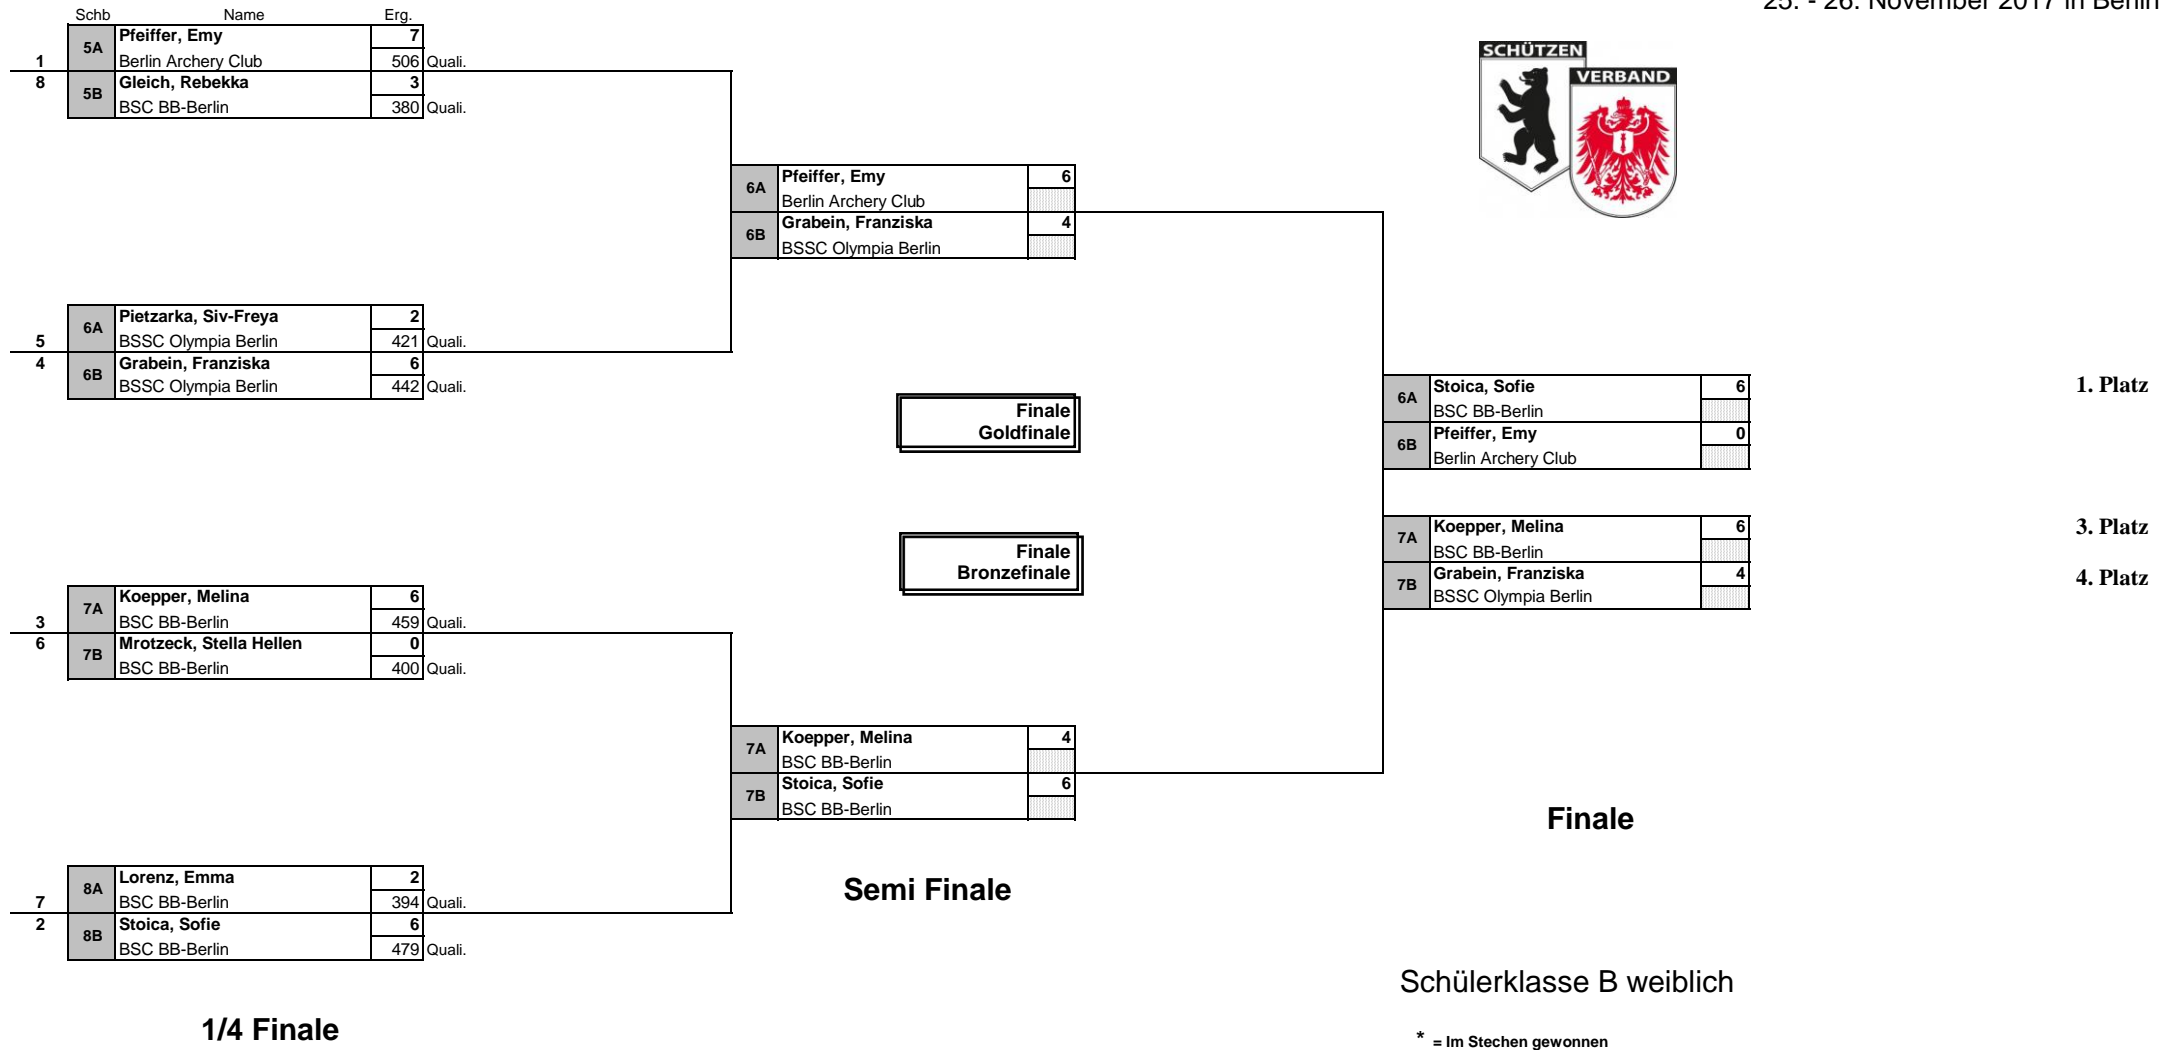 25. - 26. November 2017 in Berlin
Schb Name Erg.
5A Pfeiffer, Emy 7
1 Berlin Archery Club 506 Quali.
8 5B Gleich, Rebekka 3
BSC BB-Berlin 380 Quali.
6A Pietzarka, Siv-Freya 2
5 BSSC Olympia Berlin 421 Quali.
4 6B Grabein, Franziska 6
BSSC Olympia Berlin 442 Quali.
7A Koepper, Melina 6
3 BSC BB-Berlin 459 Quali.
6 7B Mrotzeck, Stella Hellen 0
BSC BB-Berlin 400 Quali.
8A Lorenz, Emma 2
7 BSC BB-Berlin 394 Quali.
2 8B Stoica, Sofie 6
BSC BB-Berlin 479 Quali.
1/4 Finale
6A Pfeiffer, Emy 6
Berlin Archery Club
6B Grabein, Franziska 4
BSSC Olympia Berlin
Finale
Goldfinale
Finale
Bronzefinale
7A Koepper, Melina 4
BSC BB-Berlin
7B Stoica, Sofie 6
BSC BB-Berlin
Semi Finale
SCHÜTZEN
VERBAND
6A Stoica, Sofie 6 1. Platz
BSC BB-Berlin
6B Pfeiffer, Emy 0
Berlin Archery Club
7A Koepper, Melina 6 3. Platz
BSC BB-Berlin
7B Grabein, Franziska 4 4. Platz
BSSC Olympia Berlin
Finale
Schülerklasse B weiblich
* = Im Stechen gewonnen